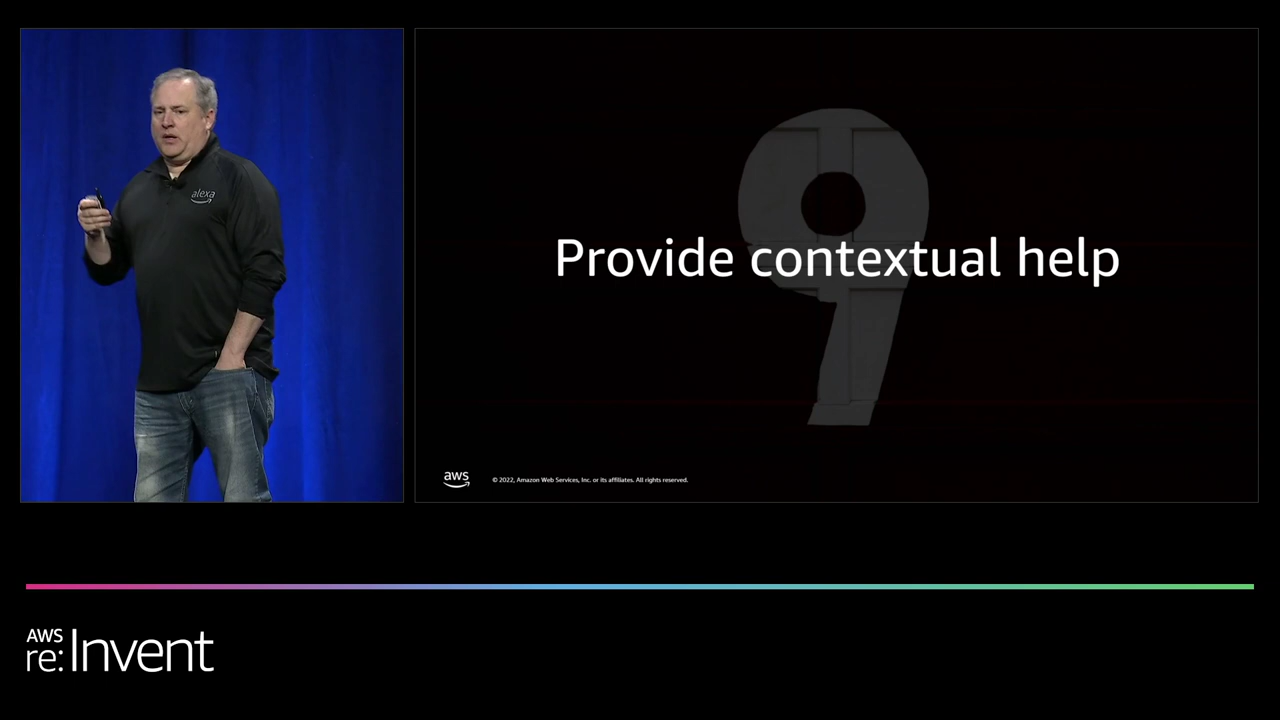 alexa
9
Provide contextual help
aws
© 2022, Amazon Web Services, Inc. or its affiliates. All rights reserved.
AWS
re:Invent